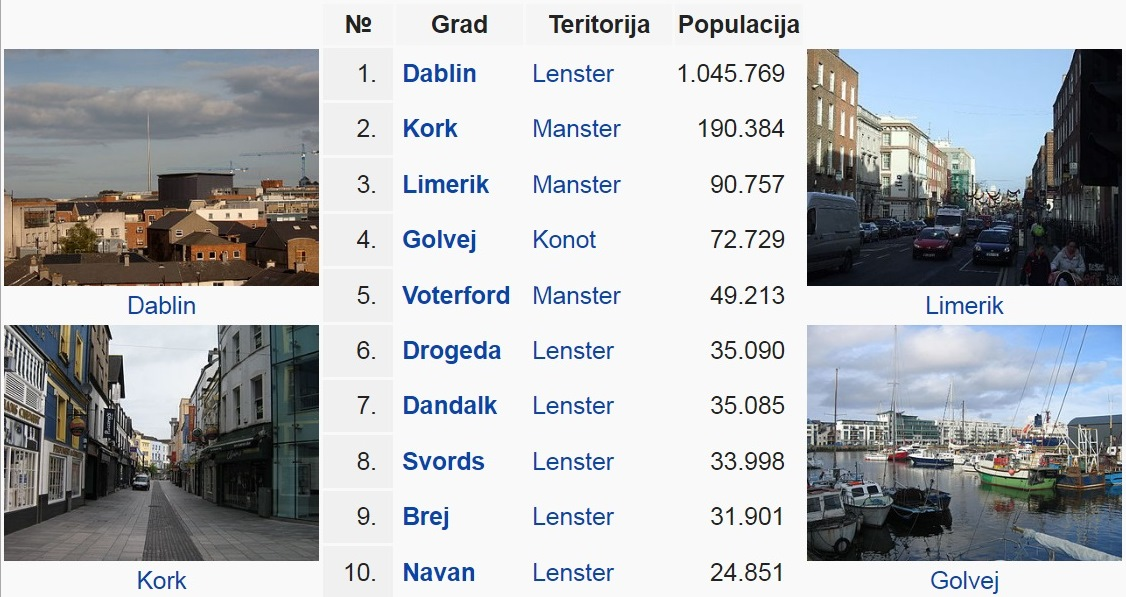 № Grad Teritorija Populacija
1. Dablin Lenster 1.045.769
2. Kork Manster 190.384
3. Limerik Manster 90.757
4. Golvej Konot 72.729
5. Voterford Manster 49.213
6. Drogeda Lenster 35.090
7. Dandalk Lenster 35.085
8. Svords Lenster 33.998
9. Brej Lenster 31.901
10. Navan Lenster 24.851
Dablin
Kork
Limerik
Golvej